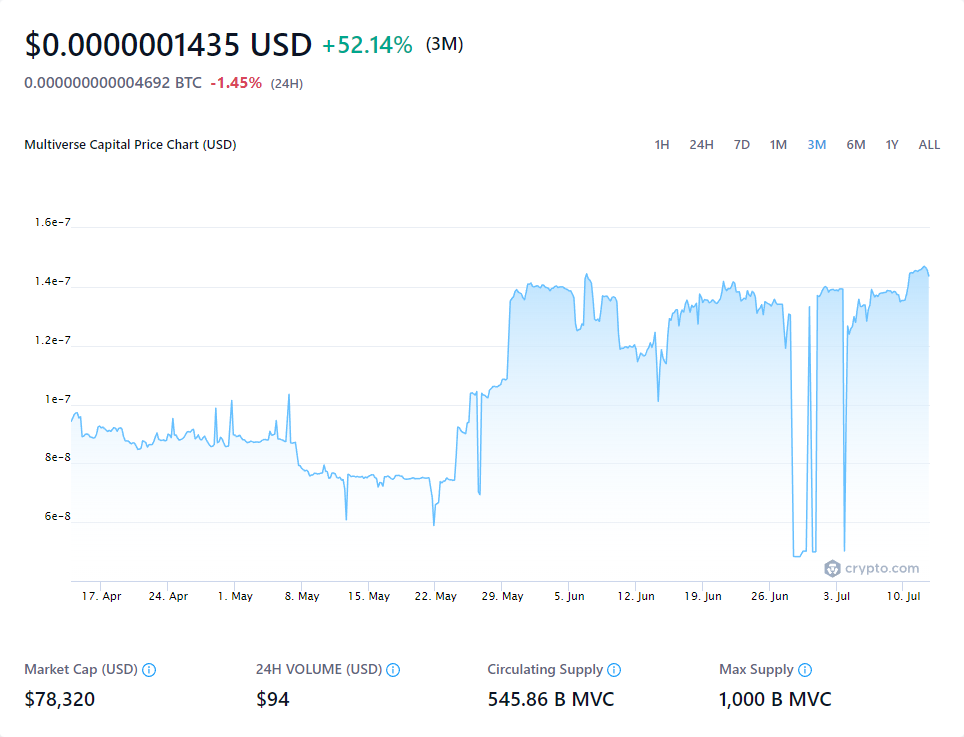 $0.0000001435 USD +52.14% (3M)
0.000000000004692 BTC -1.45% (24H)
Multiverse Capital Price Chart (USD) 1H 24H 7D 1M 3M 6M 1Y ALL
1.6e-7
1.4e-7
1.2e-7
1e-7
8e-8
6e-8
crypto.com
17. Apr 24. Apr 1. May 8. May 15. May 22. May 29. May 5. Jun 12. Jun 19. Jun 26. Jun 3. Jul 10. Jul
Market Cap (USD) 24H VOLUME (USD) Circulating Supply Max Supply
$78,320 $94 545.86 B MVC 1,000 B MVC